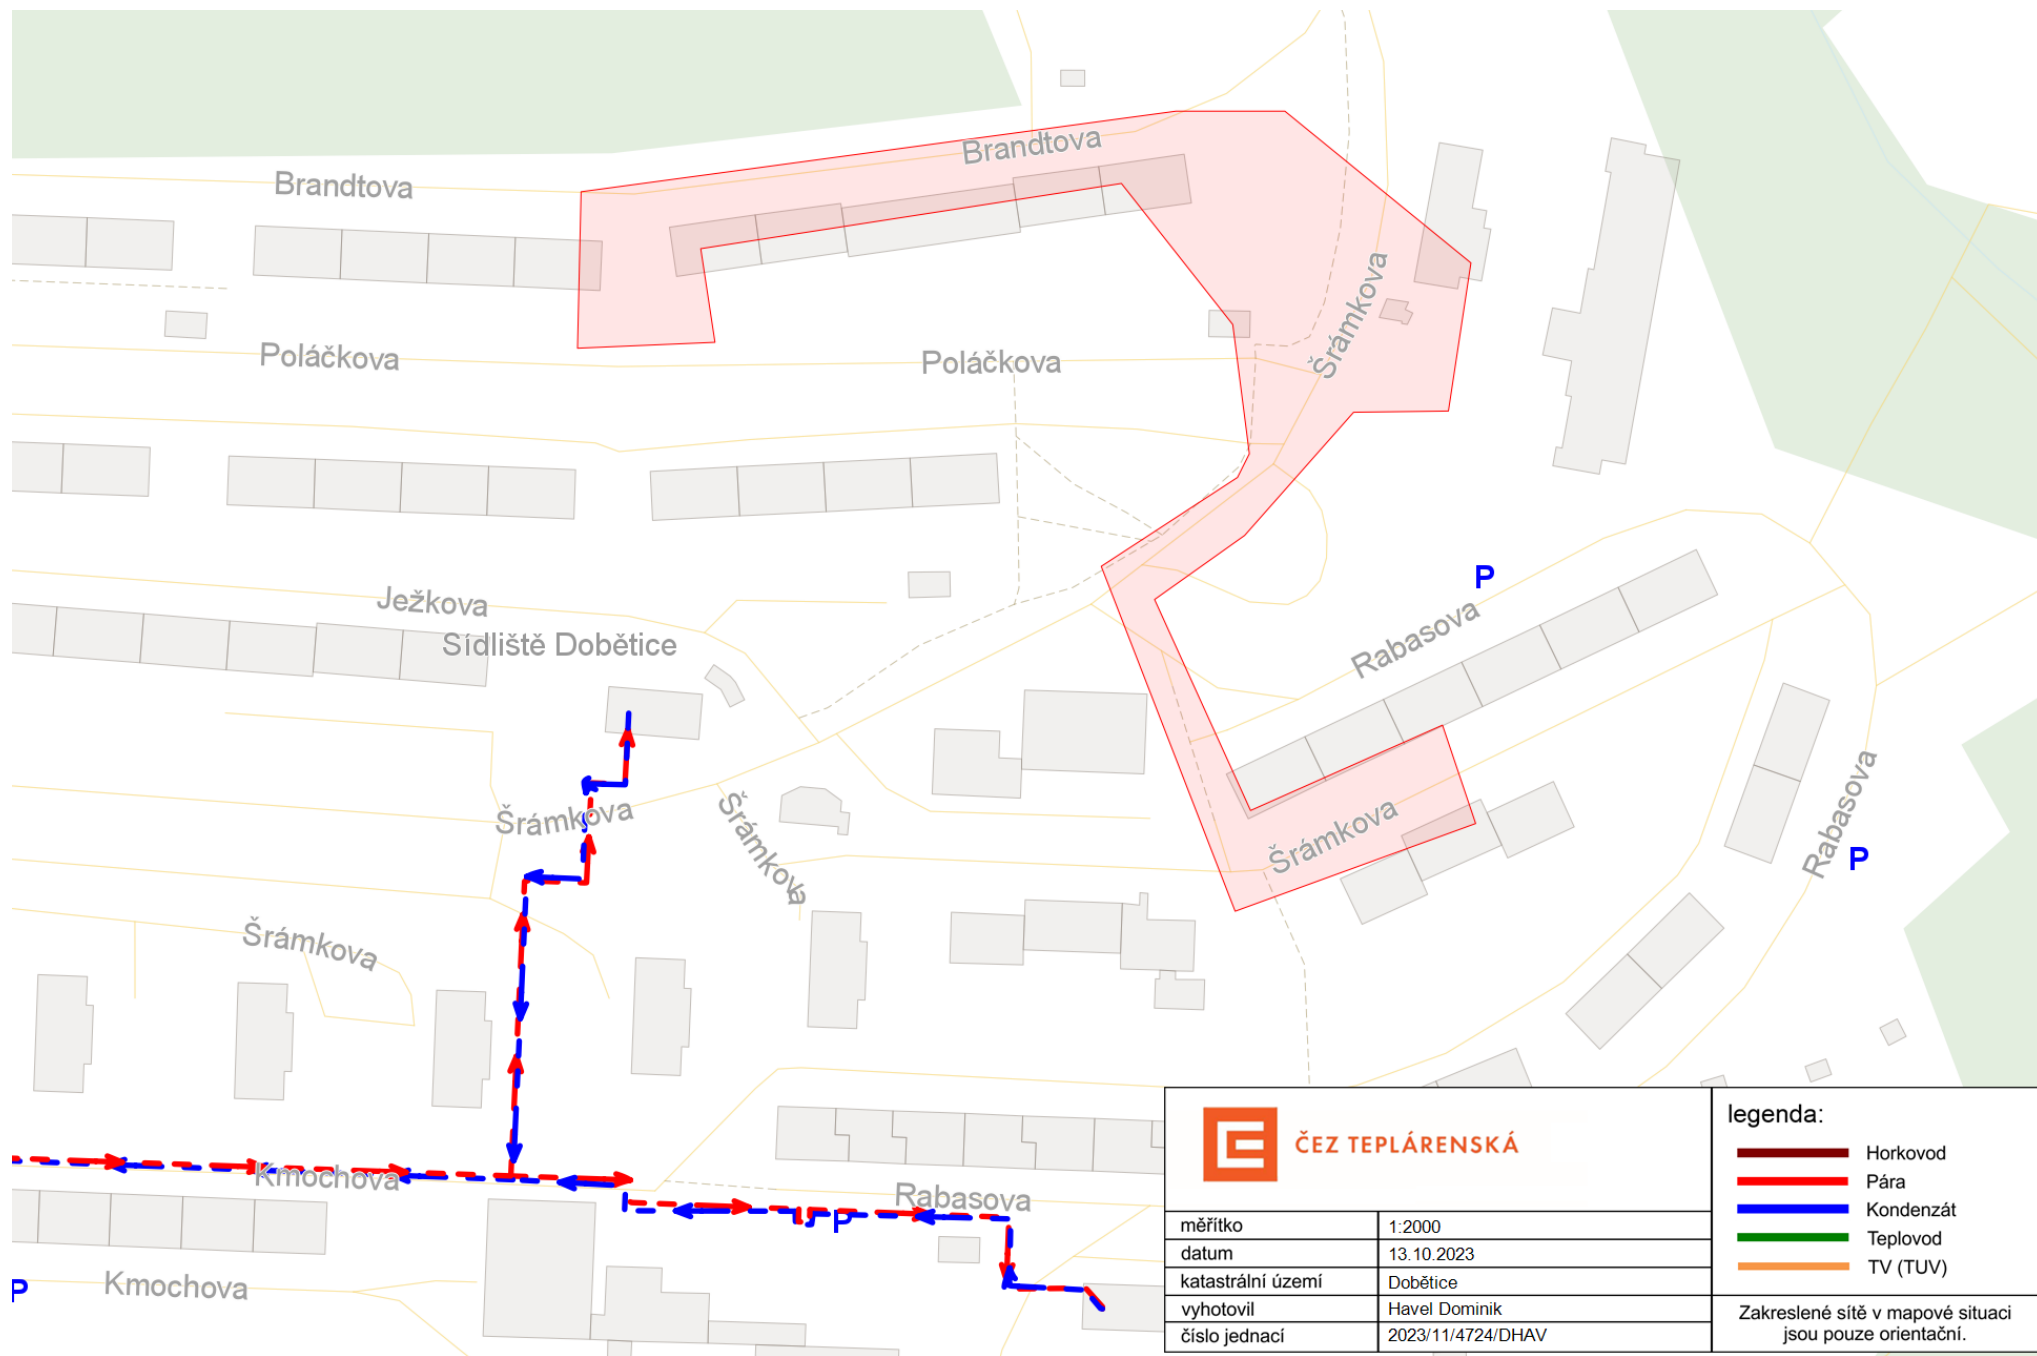 Brandtova
Brandtova
Šrámkova
Poláčkova
Poláčkova
Ježkova
Sídliště Dobětice
P
Rabasova
Šrámkova
Šrámkova
Šrámkova
Rabasova
P
Šrámkova
Kmochova
Rabasova
P
Kmochova
P
ČEZ TEPLÁRENSKÁ
měřítko 1:2000
datum 13.10.2023
katastrální území Dobětice
vyhotovil Havel Dominik
číslo jednací 2023/11/4724/DHAV
legenda:
Horkovod
Pára
Kondenzát
Teplovod
TV (TUV)
Zakreslené sítě v mapové situaci
jsou pouze orientační.